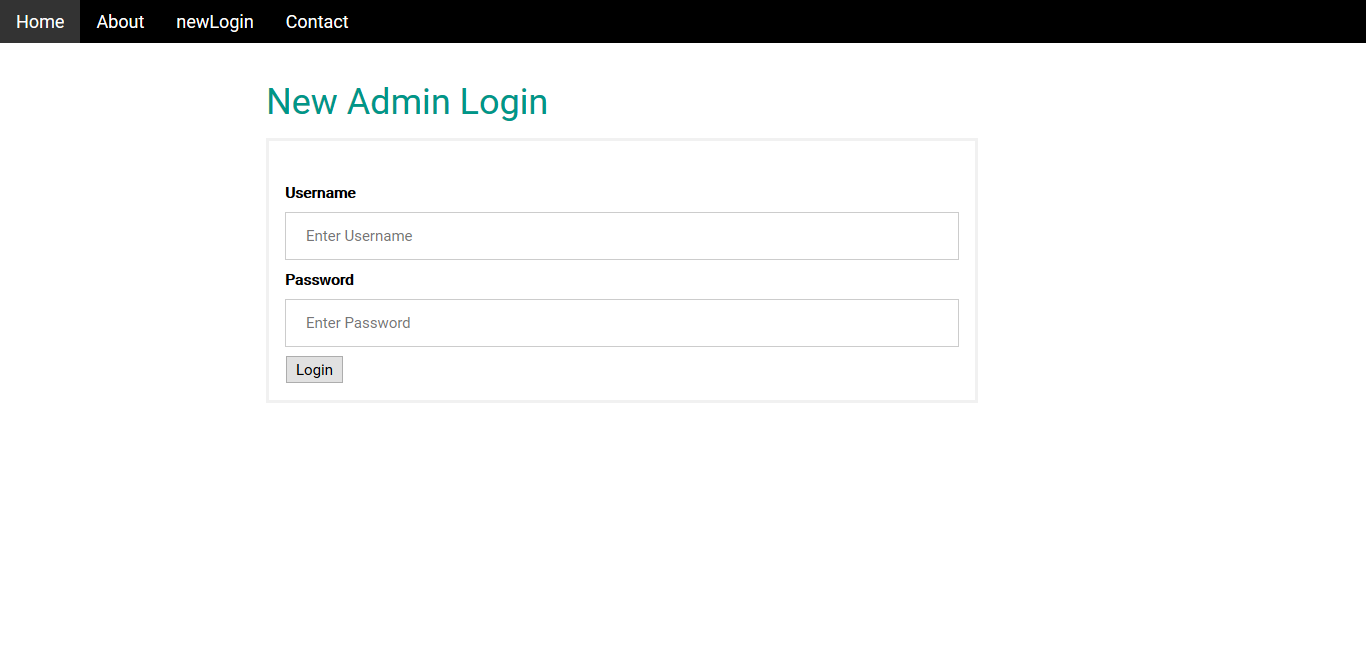 Home About newLogin Contact
New Admin Login
Username
Enter Username
Password
Enter Password
Login